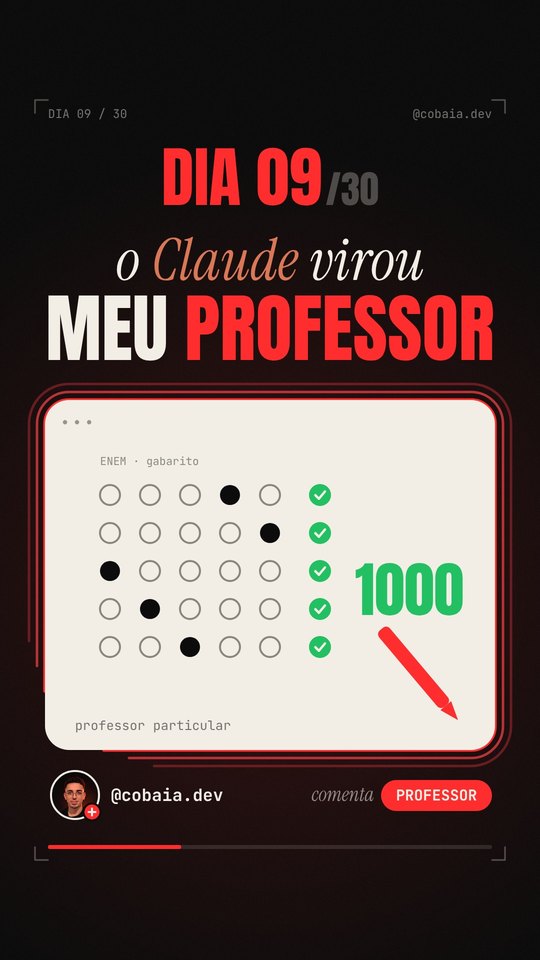 DIA 09 / 30
@cobaia.dev
DIA 09/30
o Claude virou
MEU PROFESSOR
ENEM · gabarito
1000
professor particular
@cobaia.dev
comenta PROFESSOR